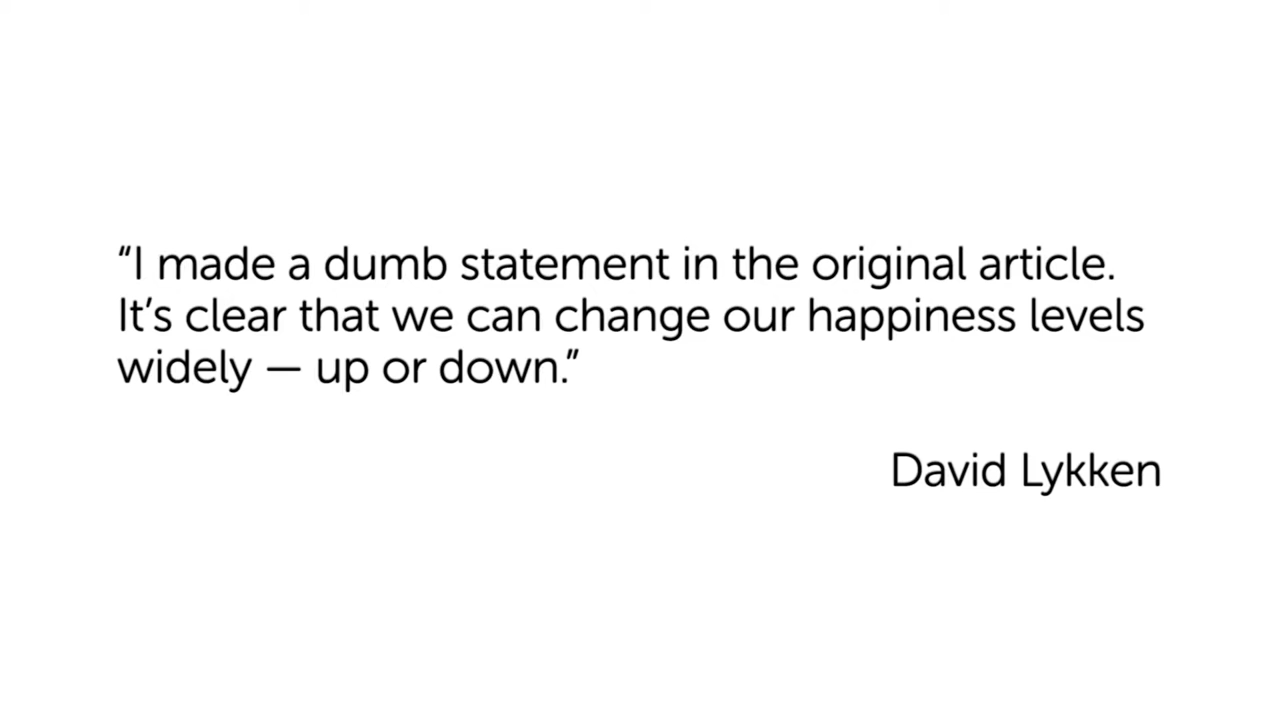 “I made a dumb statement in the original article.
It’s clear that we can change our happiness levels
widely — up or down.”
David Lykken